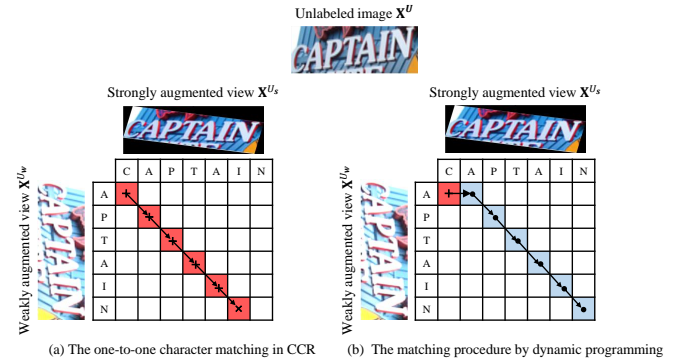 Unlabeled image X^U
CAPTAIN
Strongly augmented view X^{U_s}
CAPTAIN
C A P T A I N
Weakly augmented view X^{U_w}
CAPTAIN
A
P
T
A
I
N
(a) The one-to-one character matching in CCR
Strongly augmented view X^{U_s}
CAPTAIN
C A P T A I N
Weakly augmented view X^{U_w}
CAPTAIN
A
P
T
A
I
N
(b) The matching procedure by dynamic programming